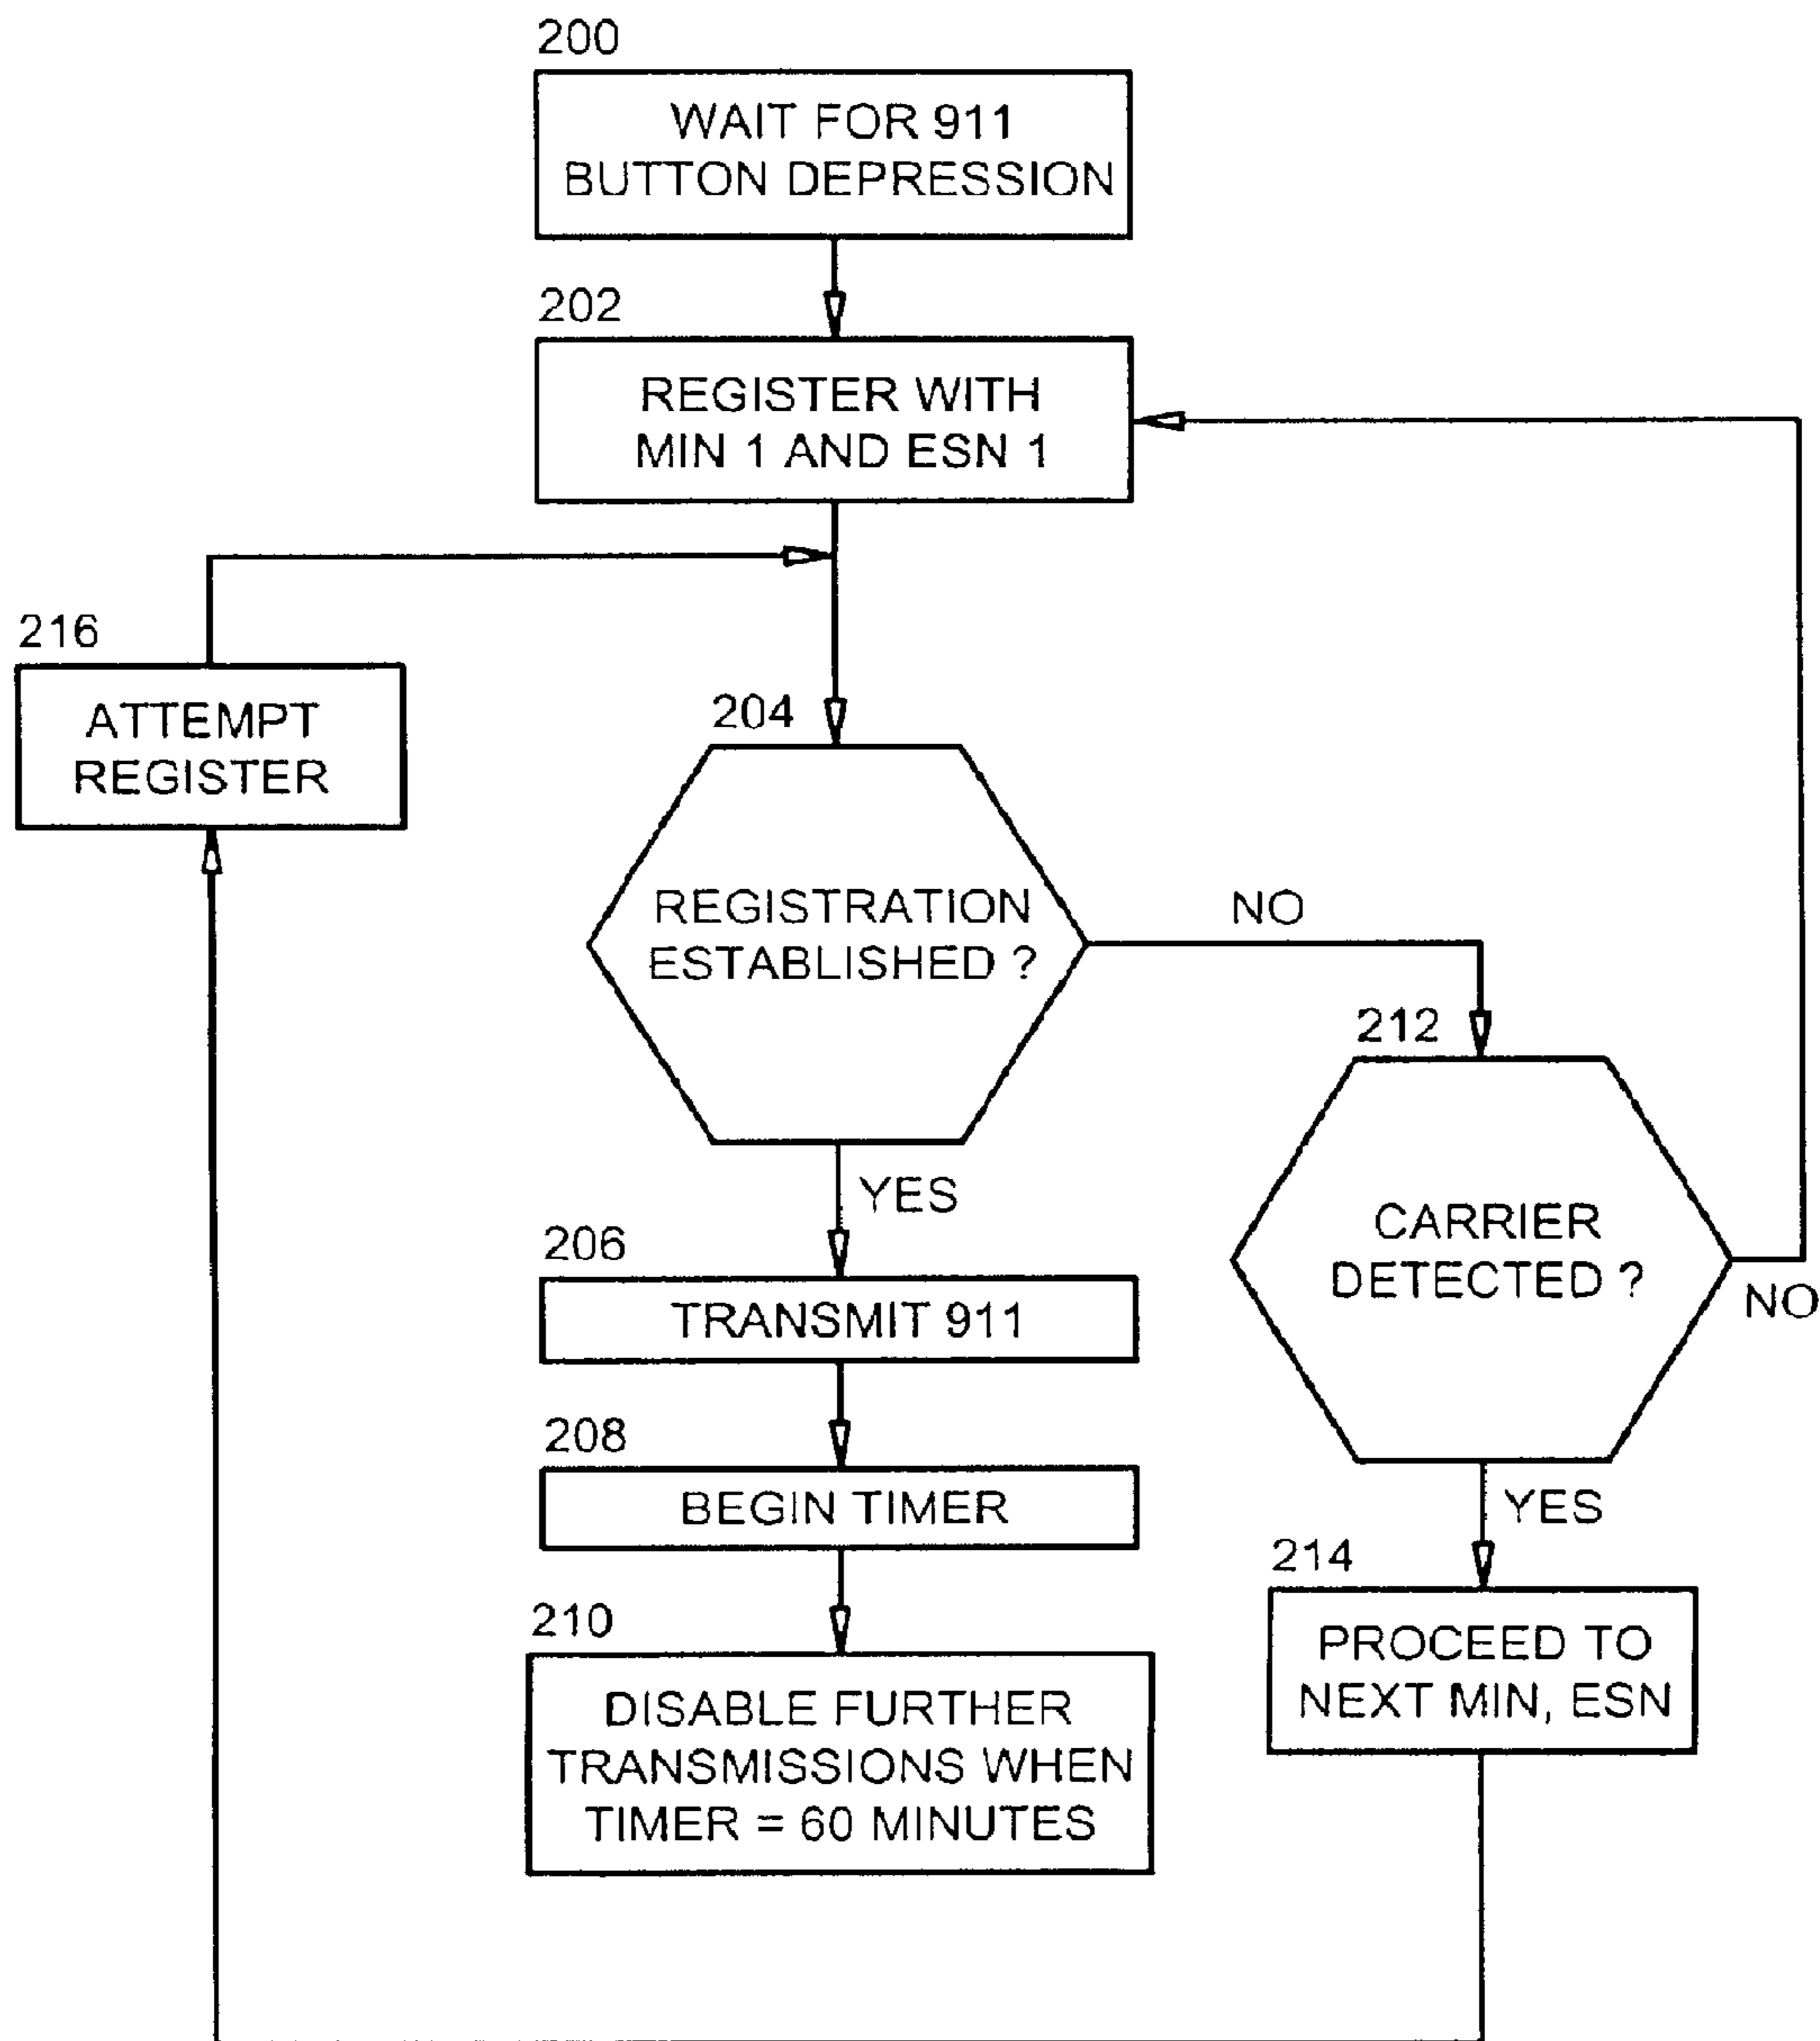 200
WAIT FOR 911
BUTTON DEPRESSION
202
REGISTER WITH
MIN 1 AND ESN 1
216
ATTEMPT
REGISTER
204
REGISTRATION
ESTABLISHED ?
NO
212
CARRIER
DETECTED ?
NO
YES
206
TRANSMIT 911
208
BEGIN TIMER
YES
214
PROCEED TO
NEXT MIN, ESN
210
DISABLE FURTHER
TRANSMISSIONS WHEN
TIMER = 60 MINUTES